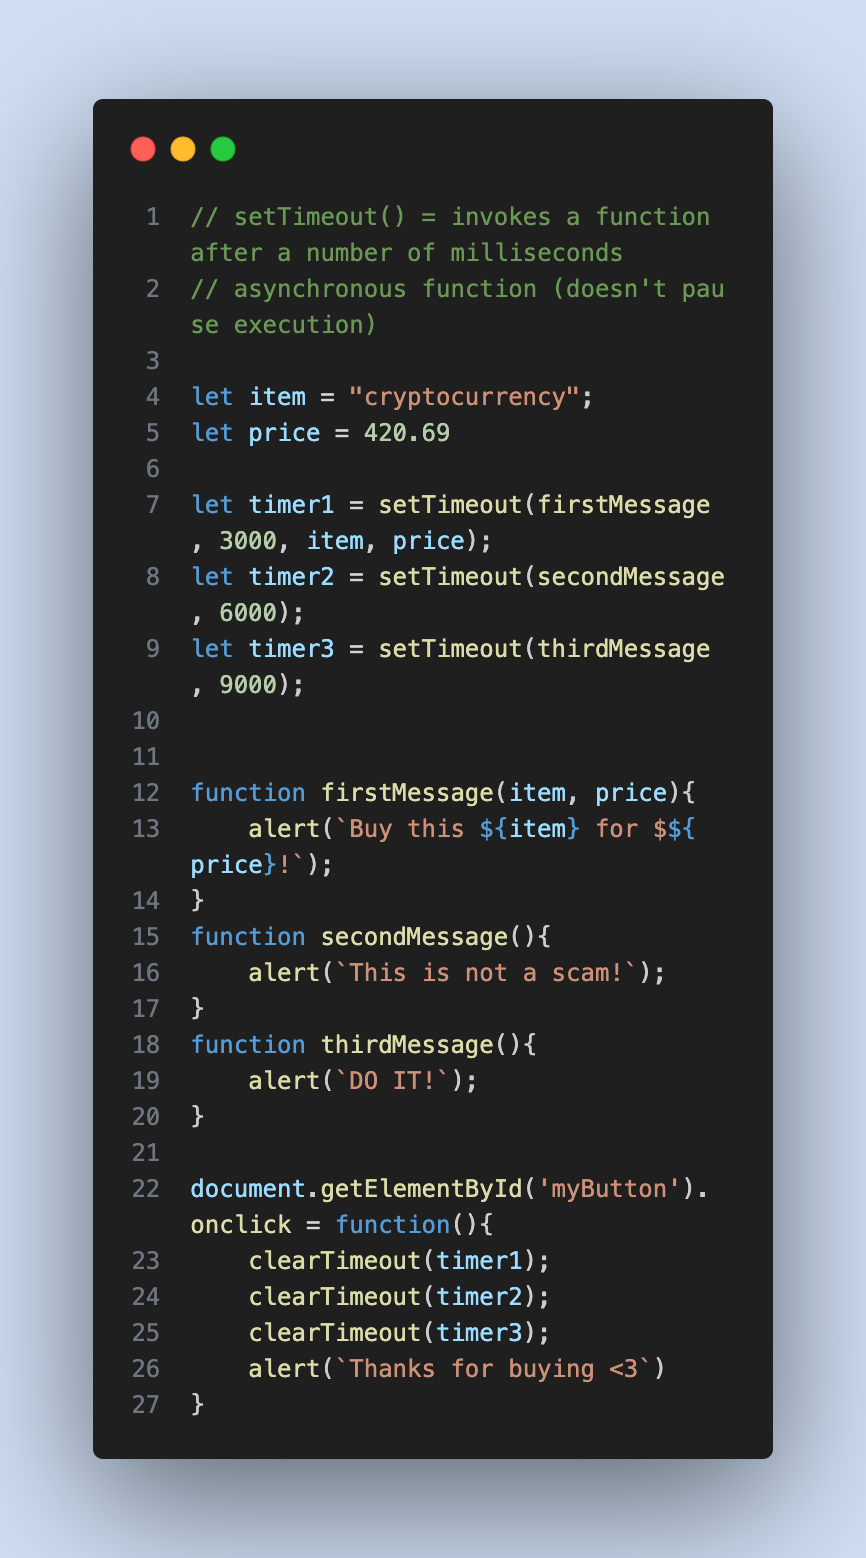 1 // setTimeout() = invokes a function
after a number of milliseconds
2 // asynchronous function (doesn't pau
se execution)
3
4 let item = "cryptocurrency";
5 let price = 420.69
6
7 let timer1 = setTimeout(firstMessage
, 3000, item, price);
8 let timer2 = setTimeout(secondMessage
, 6000);
9 let timer3 = setTimeout(thirdMessage
, 9000);
10
11
12 function firstMessage(item, price){
13     alert(`Buy this ${item} for $${
price}!`);
14 }
15 function secondMessage(){
16     alert(`This is not a scam!`);
17 }
18 function thirdMessage(){
19     alert(`DO IT!`);
20 }
21
22 document.getElementById('myButton').
onclick = function(){
23     clearTimeout(timer1);
24     clearTimeout(timer2);
25     clearTimeout(timer3);
26     alert(`Thanks for buying <3`)
27 }